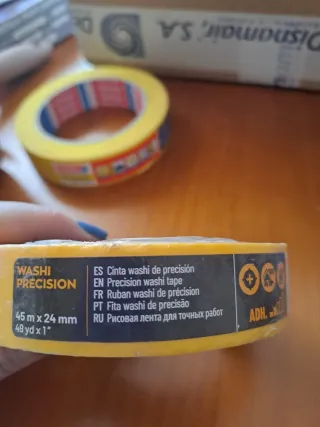 Disnamair, S.A.
WASHI
PRECISION
45 m x 24 mm
49 yd x 1"
ES Cinta washi de precisión
EN Precision washi tape
FR Ruban washi de précision
PT Fita washi de precisão
RU Рисовая лента для точных работ
ADH.